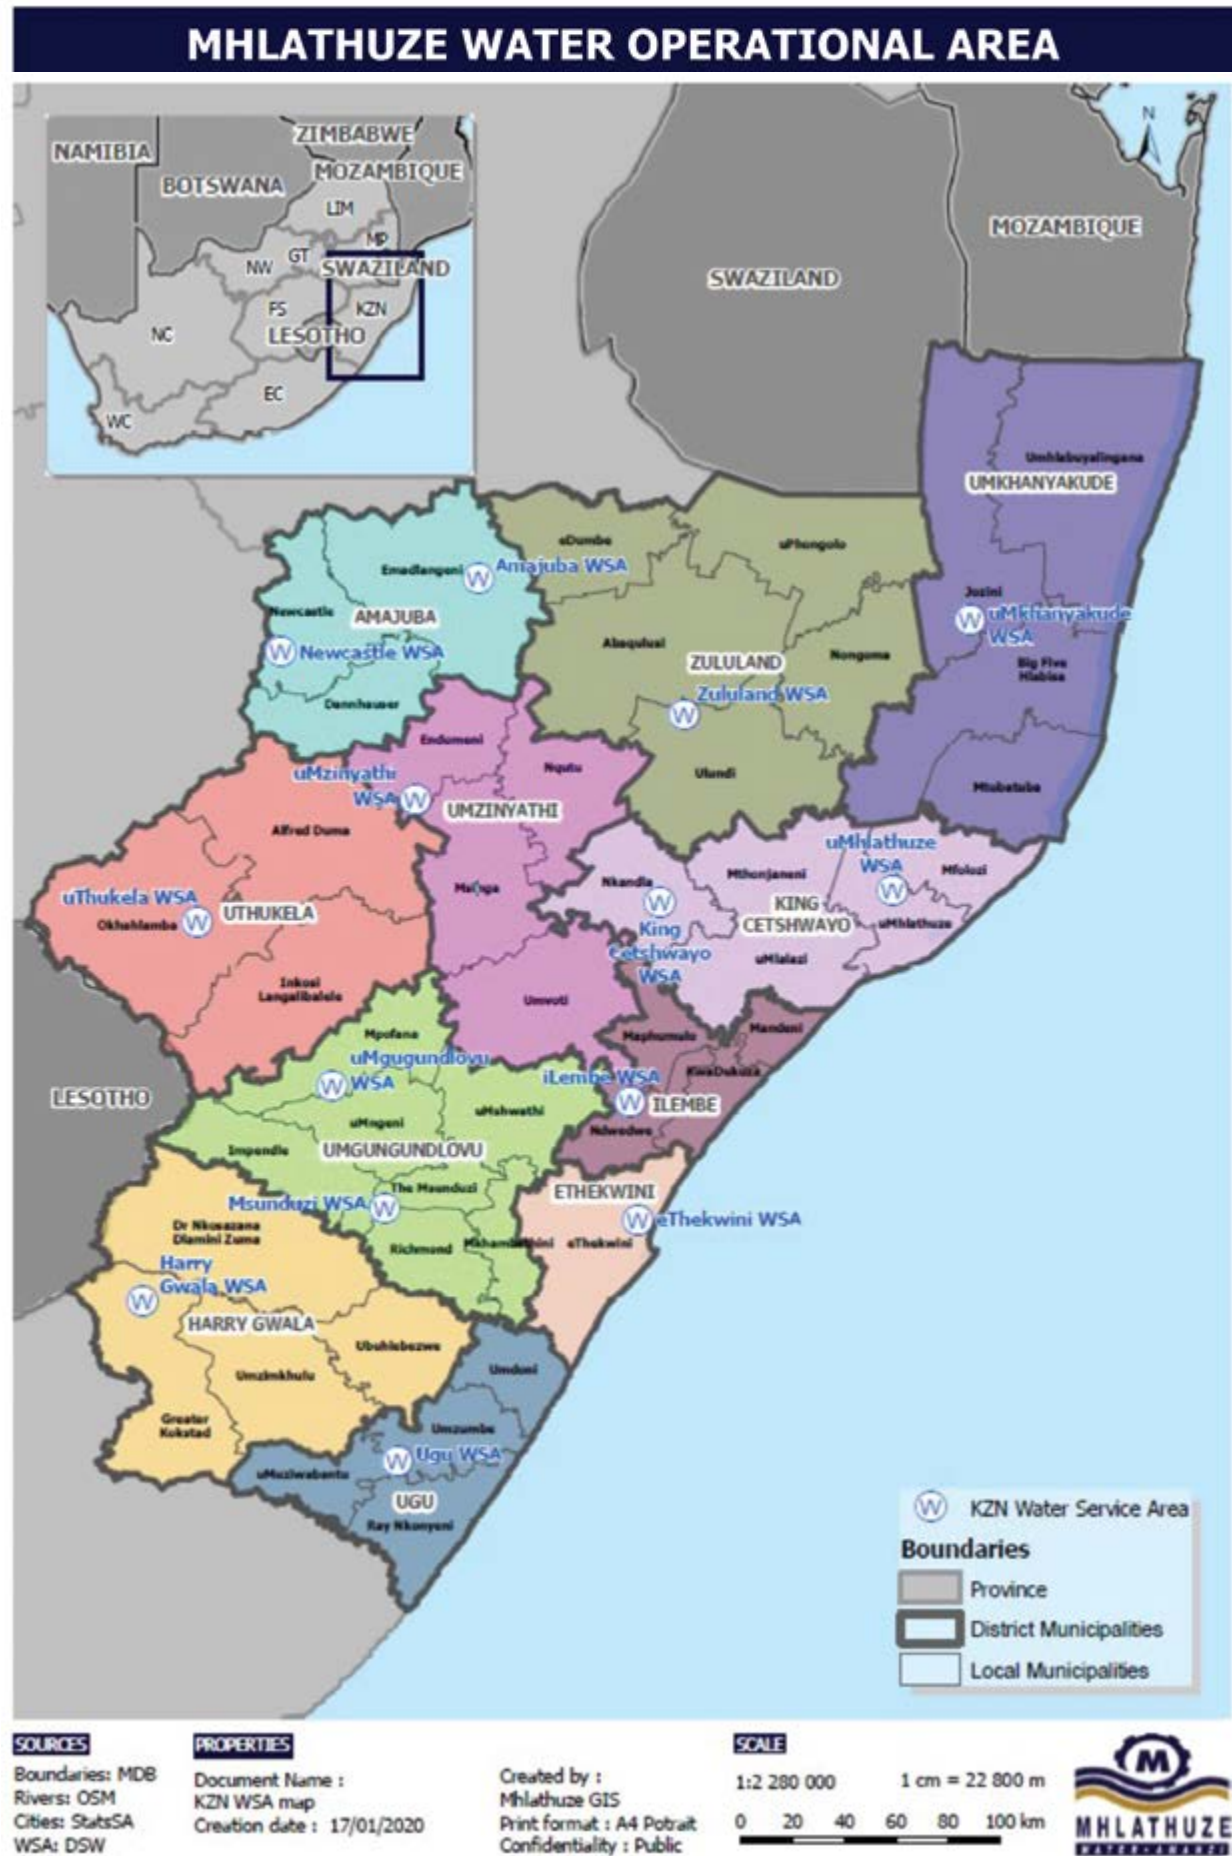 MHLATHUZE WATER OPERATIONAL AREA
NAMIBIA
ZIMBABWE
BOTSWANA
MOZAMBIQUE
LIM
MP
GT
NW
SWAZILAND
FS
KZN
NC
LESOTHO
EC
WC
N
MOZAMBIQUE
SWAZILAND
Umhlabuyalingana
UMKHANYAKUDE
eDumbe
uPhongolo
Emadlangeni
Amajuba WSA
Jozini
Newcastle
AMAJUBA
uMkhanyakude
WSA
Newcastle WSA
Abaqulusi
ZULULAND
Nongoma
Big Five
Hlabisa
Dannhauser
Zululand WSA
Endumeni
Nqutu
Ulundi
Mtubatuba
uMzinyathi
WSA
UMZINYATHI
Alfred Duma
uMhlathuze
WSA
Mthonjaneni
Mfolozi
Nkandla
uThukela WSA
Okhahlamba
UTHUKELA
Msinga
KING
CETSHWAYO
uMhlathuze
King
Cetshwayo
WSA
uMlalazi
Inkosi
Langalibalele
Umvoti
Mpofana
Maphumulo
Mandeni
uMgugundlovu
WSA
KwaDukuza
iLembe WSA
ILEMBE
LESOTHO
uMshwathi
uMngeni
Ndwedwe
Impendle
UMGUNGUNDLOVU
The Msunduzi
ETHEKWINI
Msunduzi WSA
eThekwini WSA
Dr Nkosazana
Dlamini Zuma
Richmond
Mkhambathini
eThekwini
Harry
Gwala WSA
HARRY GWALA
Ubuhlebezwe
Umzimkhulu
Umdoni
Greater
Kokstad
Umzumbe
Ugu WSA
uMuziwabantu
UGU
Ray Nkonyeni
W KZN Water Service Area
Boundaries
Province
District Municipalities
Local Municipalities
SOURCES
Boundaries: MDB
Rivers: OSM
Cities: StatsSA
WSA: DSW
PROPERTIES
Document Name :
KZN WSA map
Creation date : 17/01/2020
Created by :
Mhlathuze GIS
Print format : A4 Potrait
Confidentiality : Public
SCALE
1:2 280 000 1 cm = 22 800 m
0 20 40 60 80 100 km
M
MHLATHUZE
WATER • AMANZI